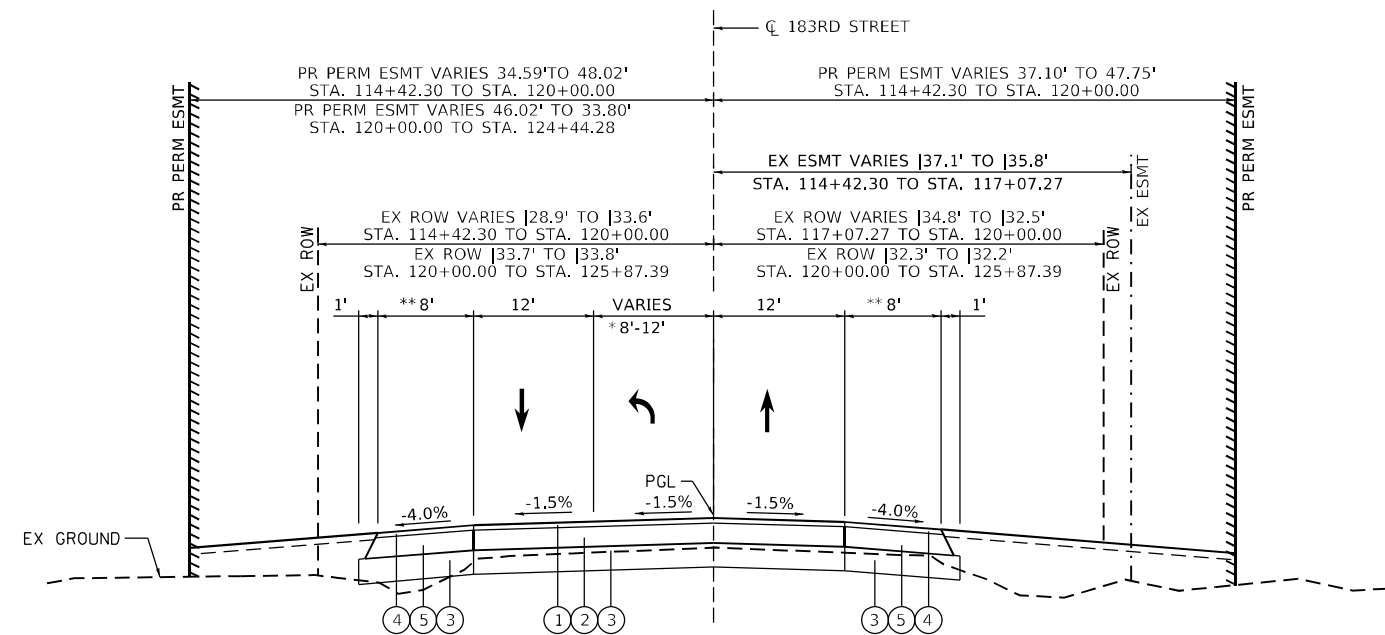 ℄ 183RD STREET
PR PERM ESMT VARIES 34.59'TO 48.02'
STA. 114+42.30 TO STA. 120+00.00
PR PERM ESMT VARIES 46.02' TO 33.80'
STA. 120+00.00 TO STA. 124+44.28
PR PERM ESMT VARIES 37.10' TO 47.75'
STA. 114+42.30 TO STA. 120+00.00
PR PERM ESMT
PR PERM ESMT
EX ESMT VARIES |37.1' TO |35.8'
STA. 114+42.30 TO STA. 117+07.27
EX ESMT
EX ROW VARIES |28.9' TO |33.6'
STA. 114+42.30 TO STA. 120+00.00
EX ROW |33.7' TO |33.8'
STA. 120+00.00 TO STA. 125+87.39
EX ROW VARIES |34.8' TO |32.5'
STA. 117+07.27 TO STA. 120+00.00
EX ROW |32.3' TO |32.2'
STA. 120+00.00 TO STA. 125+87.39
EX ROW
EX ROW
1' **8' 12' VARIES 12' **8' 1'
*8'-12'
PGL
-4.0% -1.5% -1.5% -1.5% -4.0%
EX GROUND
4 5 3 1 2 3 3 5 4